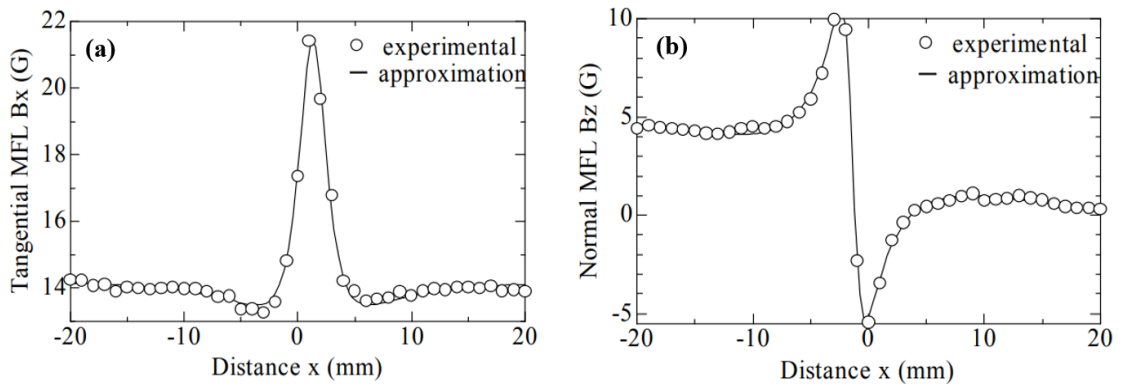 (a)
experimental
approximation
Tangential MFL Bx (G)
22
20
18
16
14
-20
-10
0
10
20
Distance x (mm)
(b)
experimental
approximation
Normal MFL Bz (G)
10
5
0
-5
-20
-10
0
10
20
Distance x (mm)